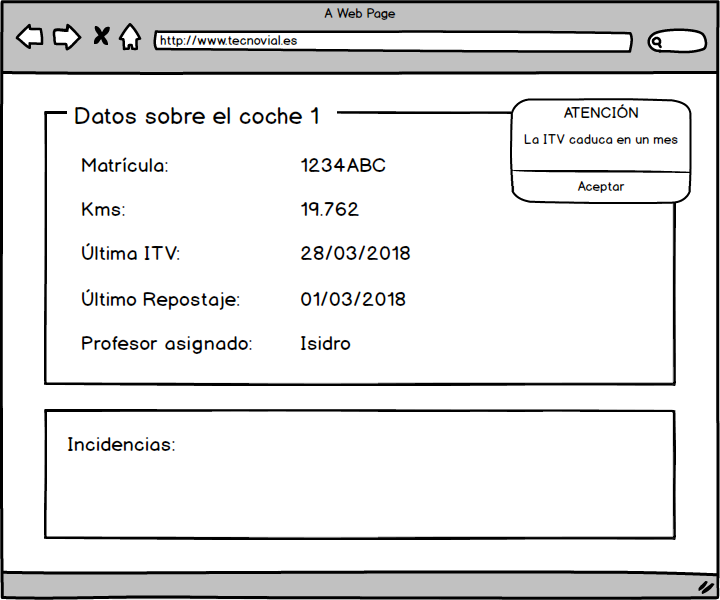 A Web Page
http://www.tecnovial.es
Datos sobre el coche 1
ATENCIÓN
La ITV caduca en un mes
Aceptar
Matrícula: 1234ABC
Kms: 19.762
Última ITV: 28/03/2018
Último Repostaje: 01/03/2018
Profesor asignado: Isidro
Incidencias: